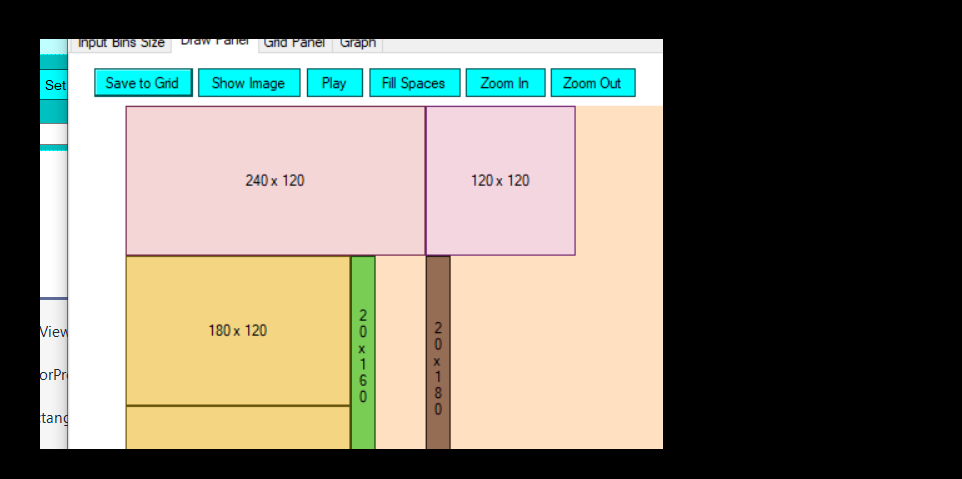 Input Bins Size Draw Panel Grid Panel Graph
Set
Save to Grid Show Image Play Fill Spaces Zoom In Zoom Out
240 x 120
120 x 120
180 x 120
20x160
20x180
View
orPr
ctang